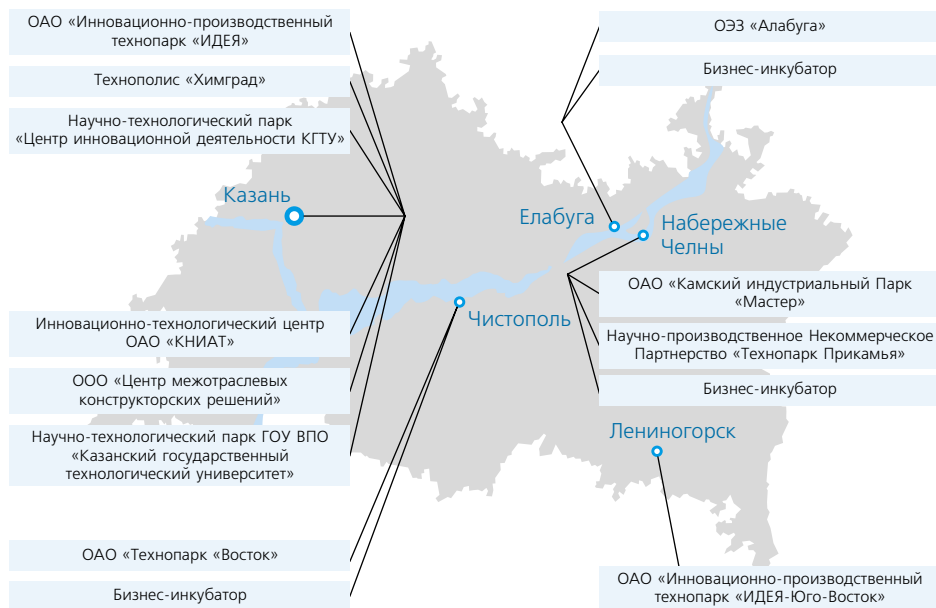 ОАО «Инновационно-производственный
технопарк «ИДЕЯ»
Технополис «Химград»
Научно-технологический парк
«Центр инновационной деятельности КГТУ»
Казань
Инновационно-технологический центр
ОАО «КНИАТ»
ООО «Центр межотраслевых
конструкторских решений»
Научно-технологический парк ГОУ ВПО
«Казанский государственный
технологический университет»
ОАО «Технопарк «Восток»
Бизнес-инкубатор
Чистополь
ОЭЗ «Алабуга»
Бизнес-инкубатор
Елабуга
Набережные
Челны
ОАО «Камский индустриальный Парк
«Мастер»
Научно-производственное Некоммерческое
Партнерство «Технопарк Прикамья»
Бизнес-инкубатор
Лениногорск
ОАО «Инновационно-производственный
технопарк «ИДЕЯ-Юго-Восток»